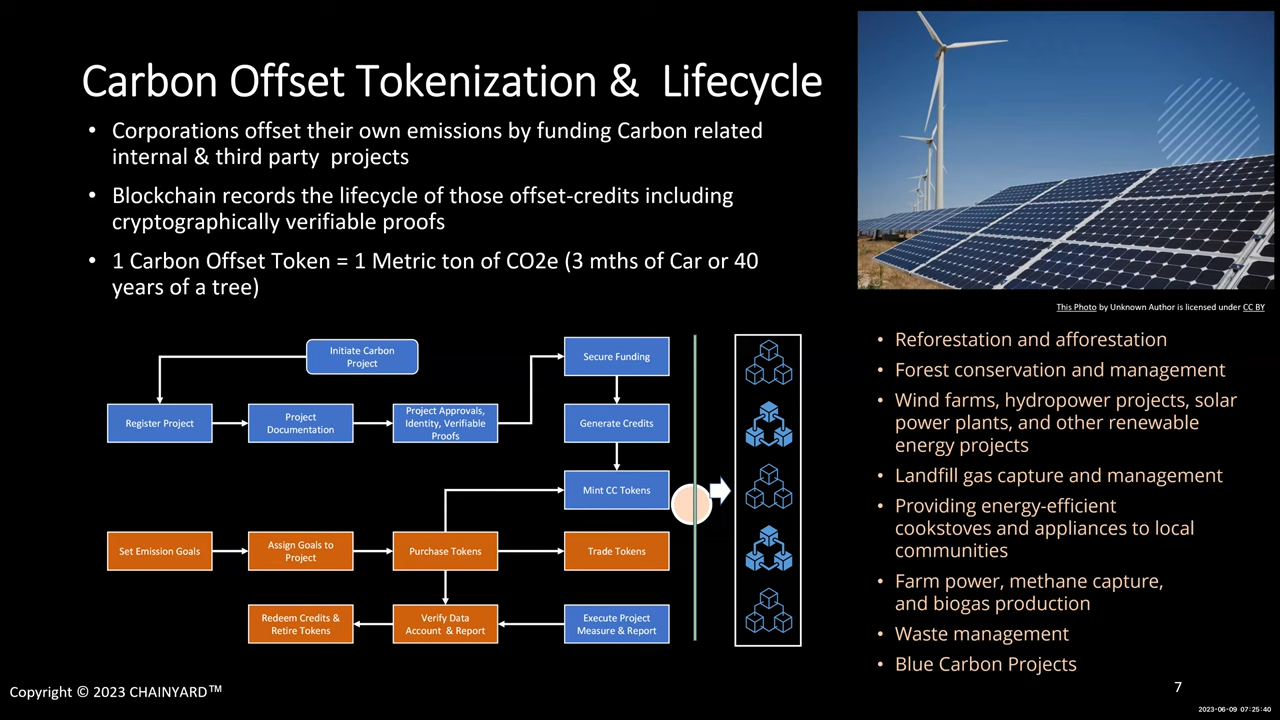 Carbon Offset Tokenization & Lifecycle
• Corporations offset their own emissions by funding Carbon related
internal & third party projects
• Blockchain records the lifecycle of those offset-credits including
cryptographically verifiable proofs
• 1 Carbon Offset Token = 1 Metric ton of CO2e (3 mths of Car or 40
years of a tree)
This Photo by Unknown Author is licensed under CC BY
Initiate Carbon
Project
Secure Funding
Register Project
Project
Documentation
Project Approvals,
Identity, Verifiable
Proofs
Generate Credits
Mint CC Tokens
Set Emission Goals
Assign Goals to
Project
Purchase Tokens
Trade Tokens
Redeem Credits &
Retire Tokens
Verify Data
Account & Report
Execute Project
Measure & Report
• Reforestation and afforestation
• Forest conservation and management
• Wind farms, hydropower projects, solar
power plants, and other renewable
energy projects
• Landfill gas capture and management
• Providing energy-efficient
cookstoves and appliances to local
communities
• Farm power, methane capture,
and biogas production
• Waste management
• Blue Carbon Projects
Copyright © 2023 CHAINYARD™
7
2023-06-09 07:25:40